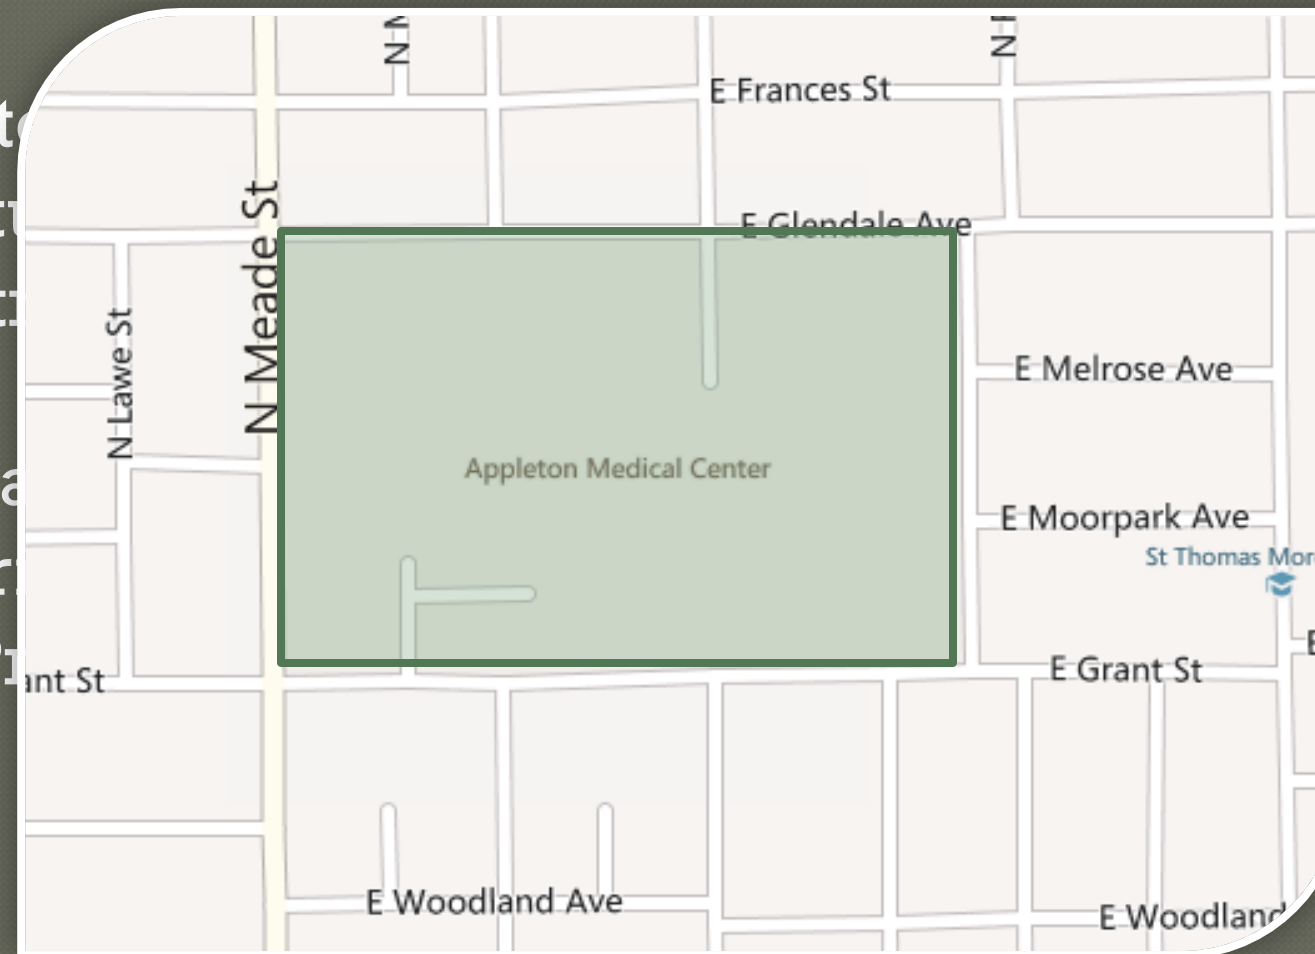 E Frances St
E Glendale Ave
N Meade St
N Lawe St
E Melrose Ave
Appleton Medical Center
E Moorpark Ave
St Thomas Mor
E Grant St
ant St
E Woodland Ave
E Woodland